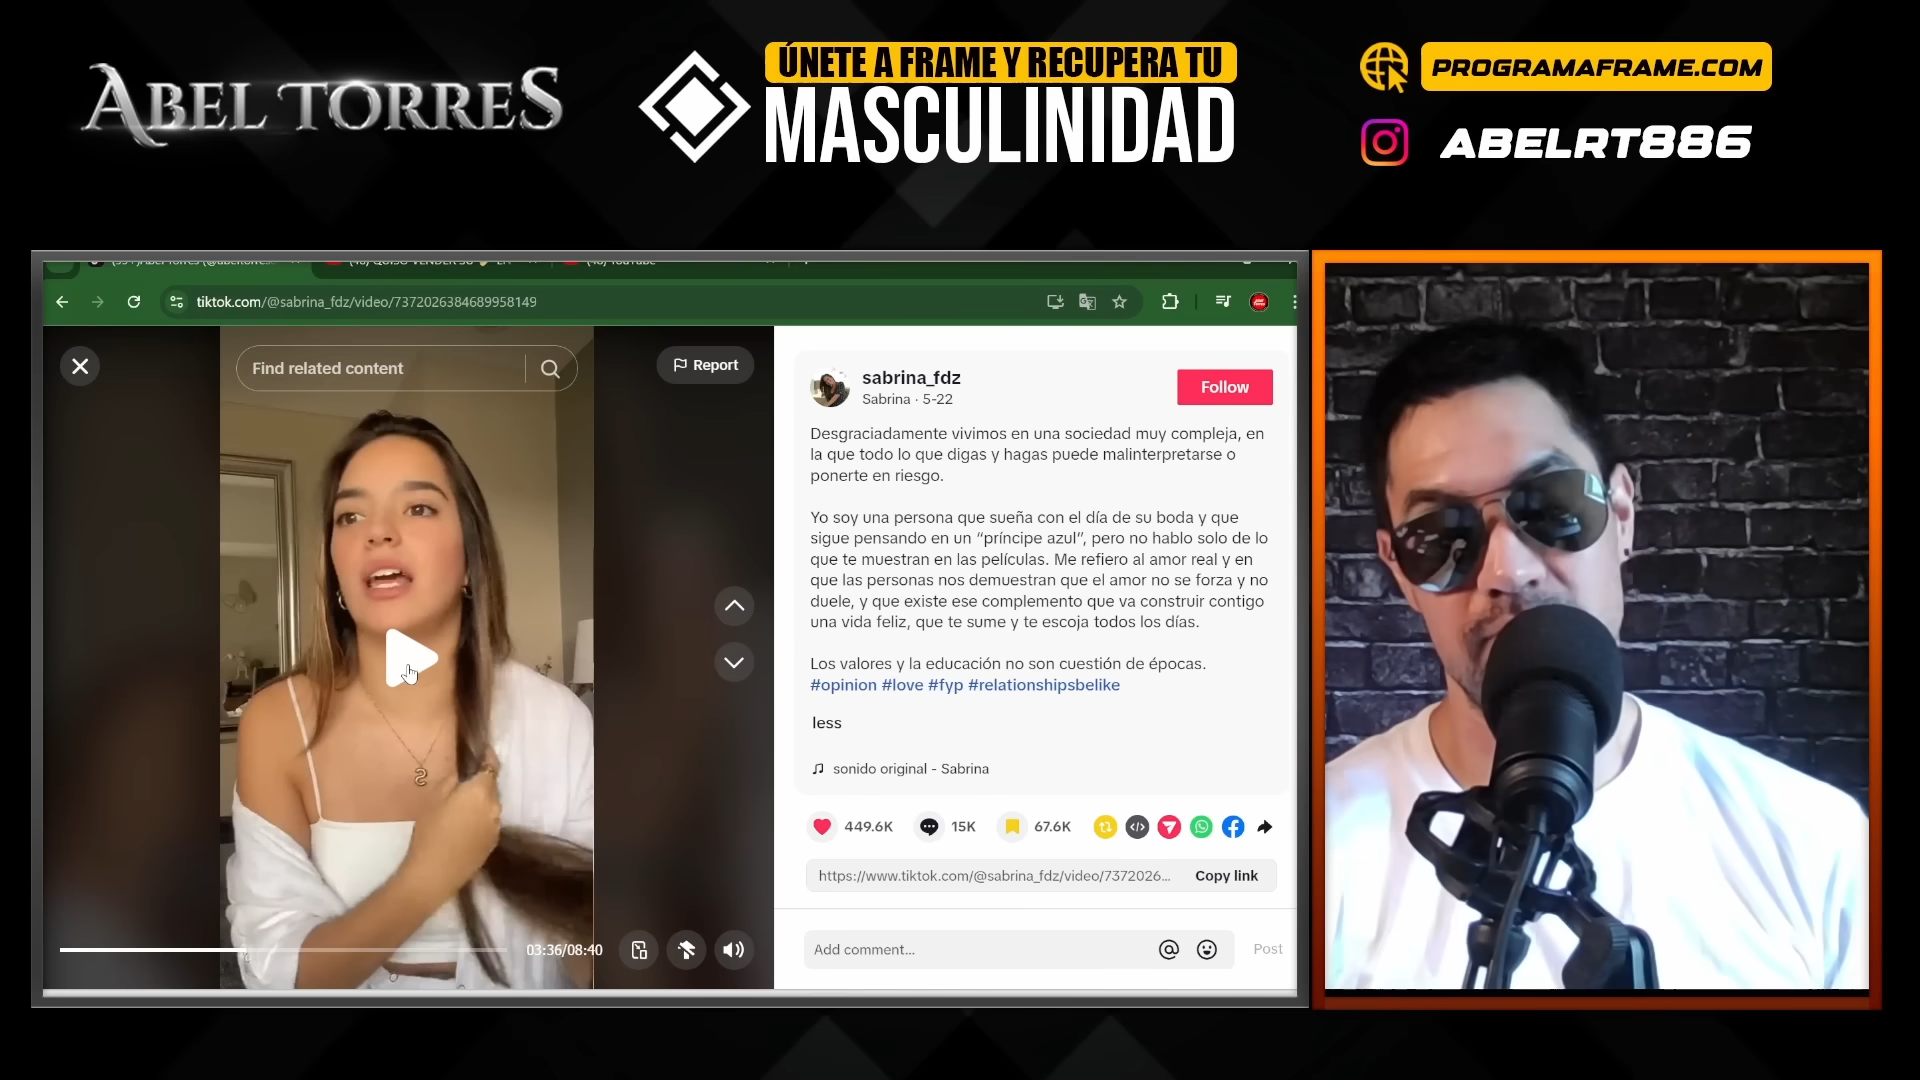 ABEL TORRES
ÚNETE A FRAME Y RECUPERA TU
MASCULINIDAD
PROGRAMAFRAME.COM
ABELRT886
tiktok.com/@sabrina_fdz/video/7372026384689958149
Find related content
Report
sabrina_fdz
Sabrina · 5-22
Follow
Desgraciadamente vivimos en una sociedad muy compleja, en
la que todo lo que digas y hagas puede malinterpretarse o
ponerte en riesgo.
Yo soy una persona que sueña con el día de su boda y que
sigue pensando en un “príncipe azul”, pero no hablo solo de lo
que te muestran en las películas. Me refiero al amor real y en
que las personas nos demuestran que el amor no se forza y no
duele, y que existe ese complemento que va construir contigo
una vida feliz, que te sume y te escoja todos los días.
Los valores y la educación no son cuestión de épocas.
#opinion #love #fyp #relationshipsbelike
less
sonido original - Sabrina
449.6K
15K
67.6K
https://www.tiktok.com/@sabrina_fdz/video/7372026...
Copy link
03:36/08:40
Add comment...
Post